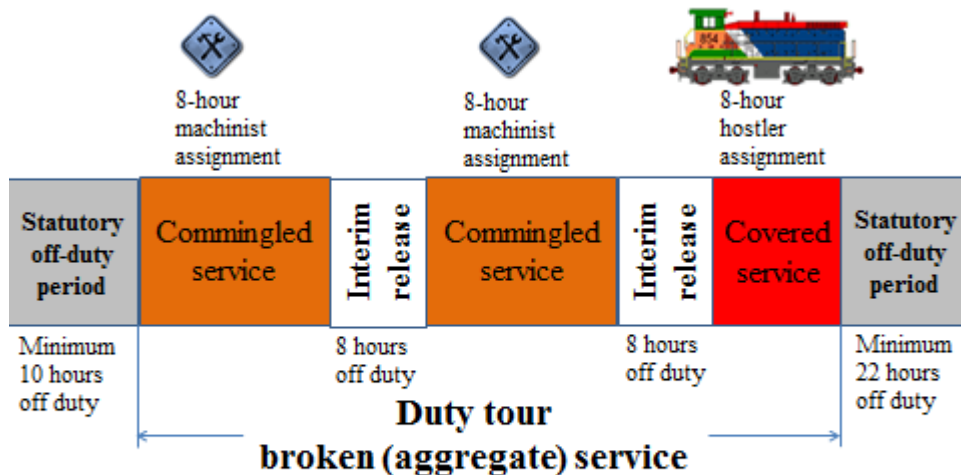 854
8-hour
machinist
assignment
8-hour
machinist
assignment
8-hour
hostler
assignment
Statutory
off-duty
period
Commingled
service
Interim
release
Commingled
service
Interim
release
Covered
service
Statutory
off-duty
period
Minimum
10 hours
off duty
8 hours
off duty
8 hours
off duty
Minimum
22 hours
off duty
Duty tour
broken (aggregate) service